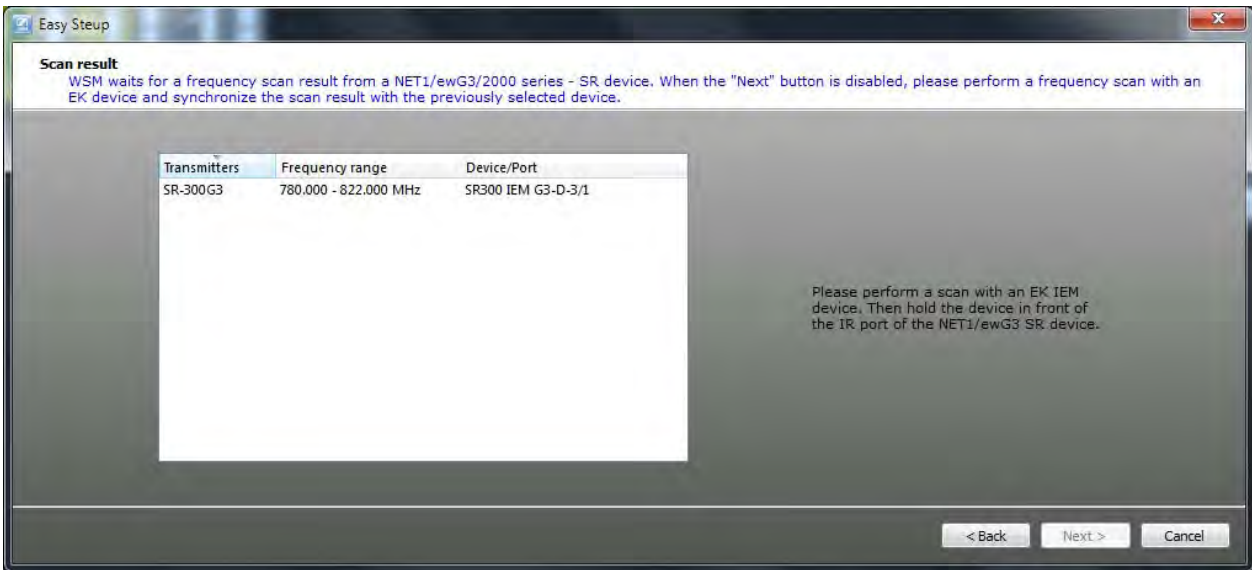 Easy Steup
Scan result
WSM waits for a frequency scan result from a NET1/ewG3/2000 series - SR device. When the "Next" button is disabled, please perform a frequency scan with an
EK device and synchronize the scan result with the previously selected device.
Transmitters Frequency range Device/Port
SR-300G3 780.000 - 822.000 MHz SR300 IEM G3-D-3/1
Please perform a scan with an EK IEM
device. Then hold the device in front of
the IR port of the NET1/ewG3 SR device.
< Back Next > Cancel